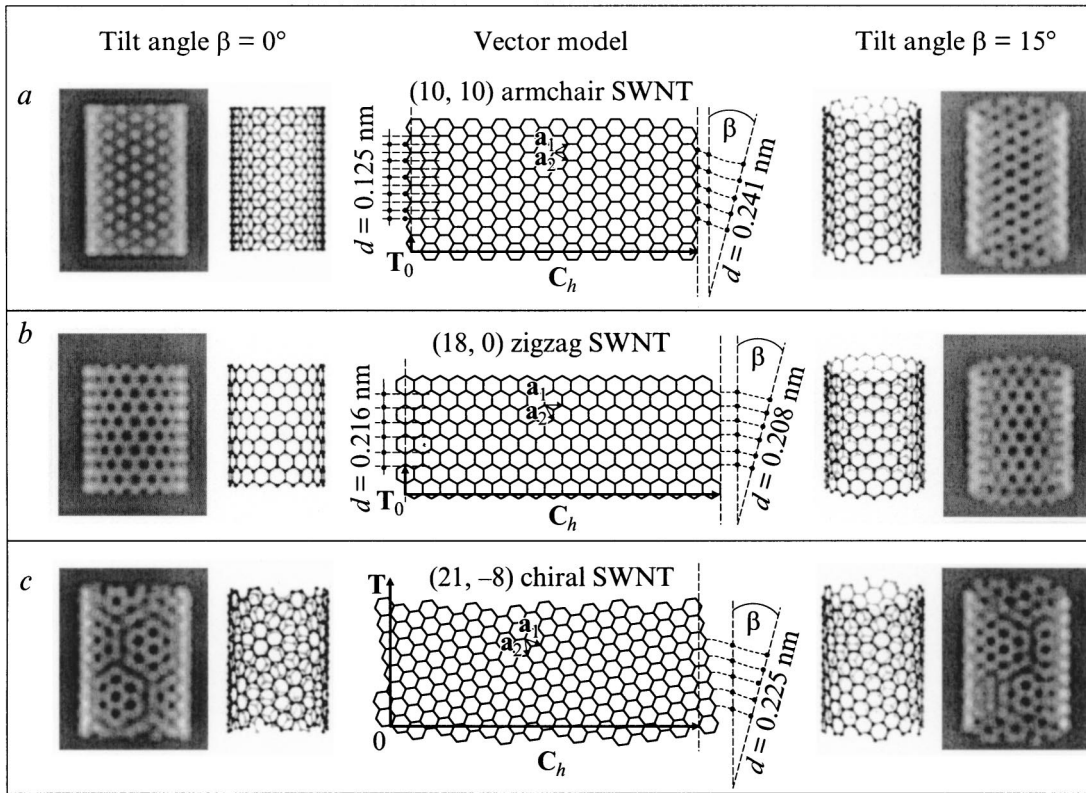 Tilt angle β = 0°
Vector model
Tilt angle β = 15°
a
(10, 10) armchair SWNT
d = 0.125 nm
a₁
a₂
β
d = 0.241 nm
T₀
Cₕ
b
(18, 0) zigzag SWNT
d = 0.216 nm
a₁
a₂
β
d = 0.208 nm
T₀
Cₕ
c
(21, –8) chiral SWNT
T
a₁
a₂
β
d = 0.225 nm
0
Cₕ